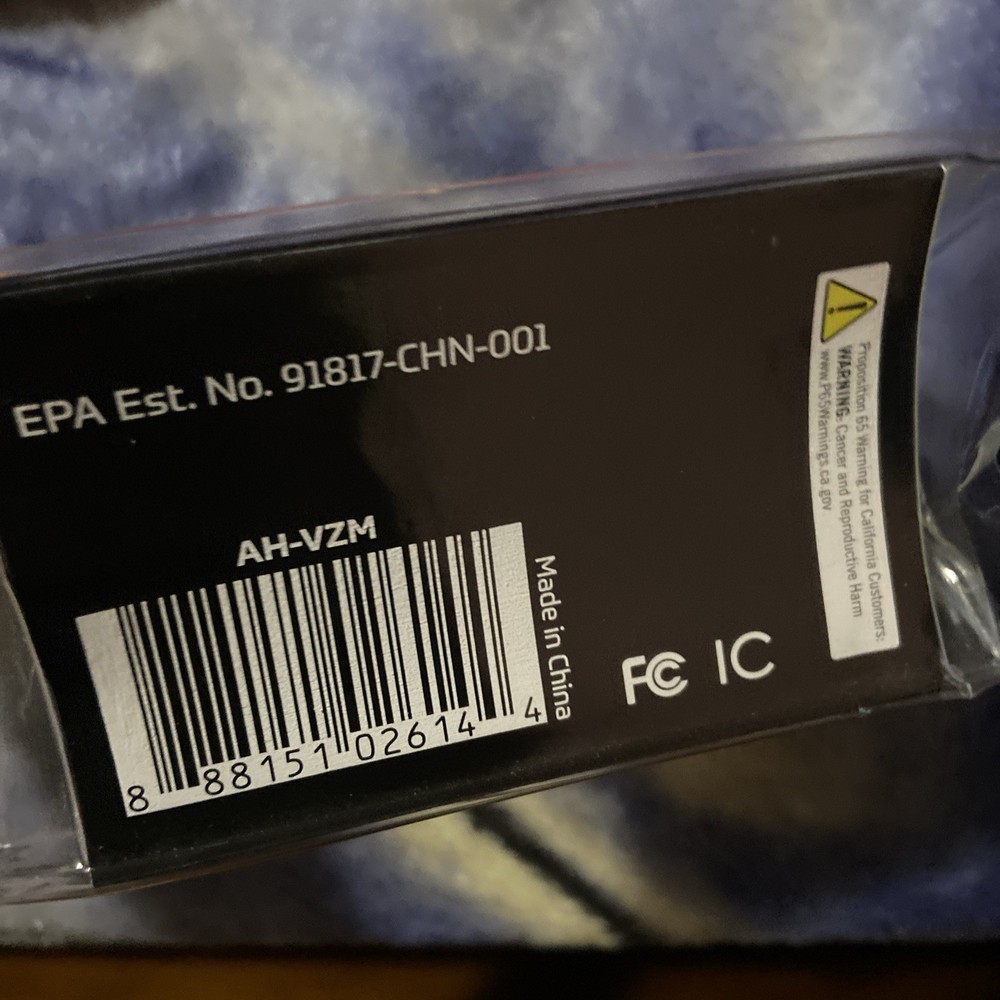 EPA Est. No. 91817-CHN-001
AH-VZM
8 88151 02614 4
Made in China
FC IC
Proposition 65 Warning for California Customers:
WARNING: Cancer and Reproductive Harm
www.P65Warnings.ca.gov